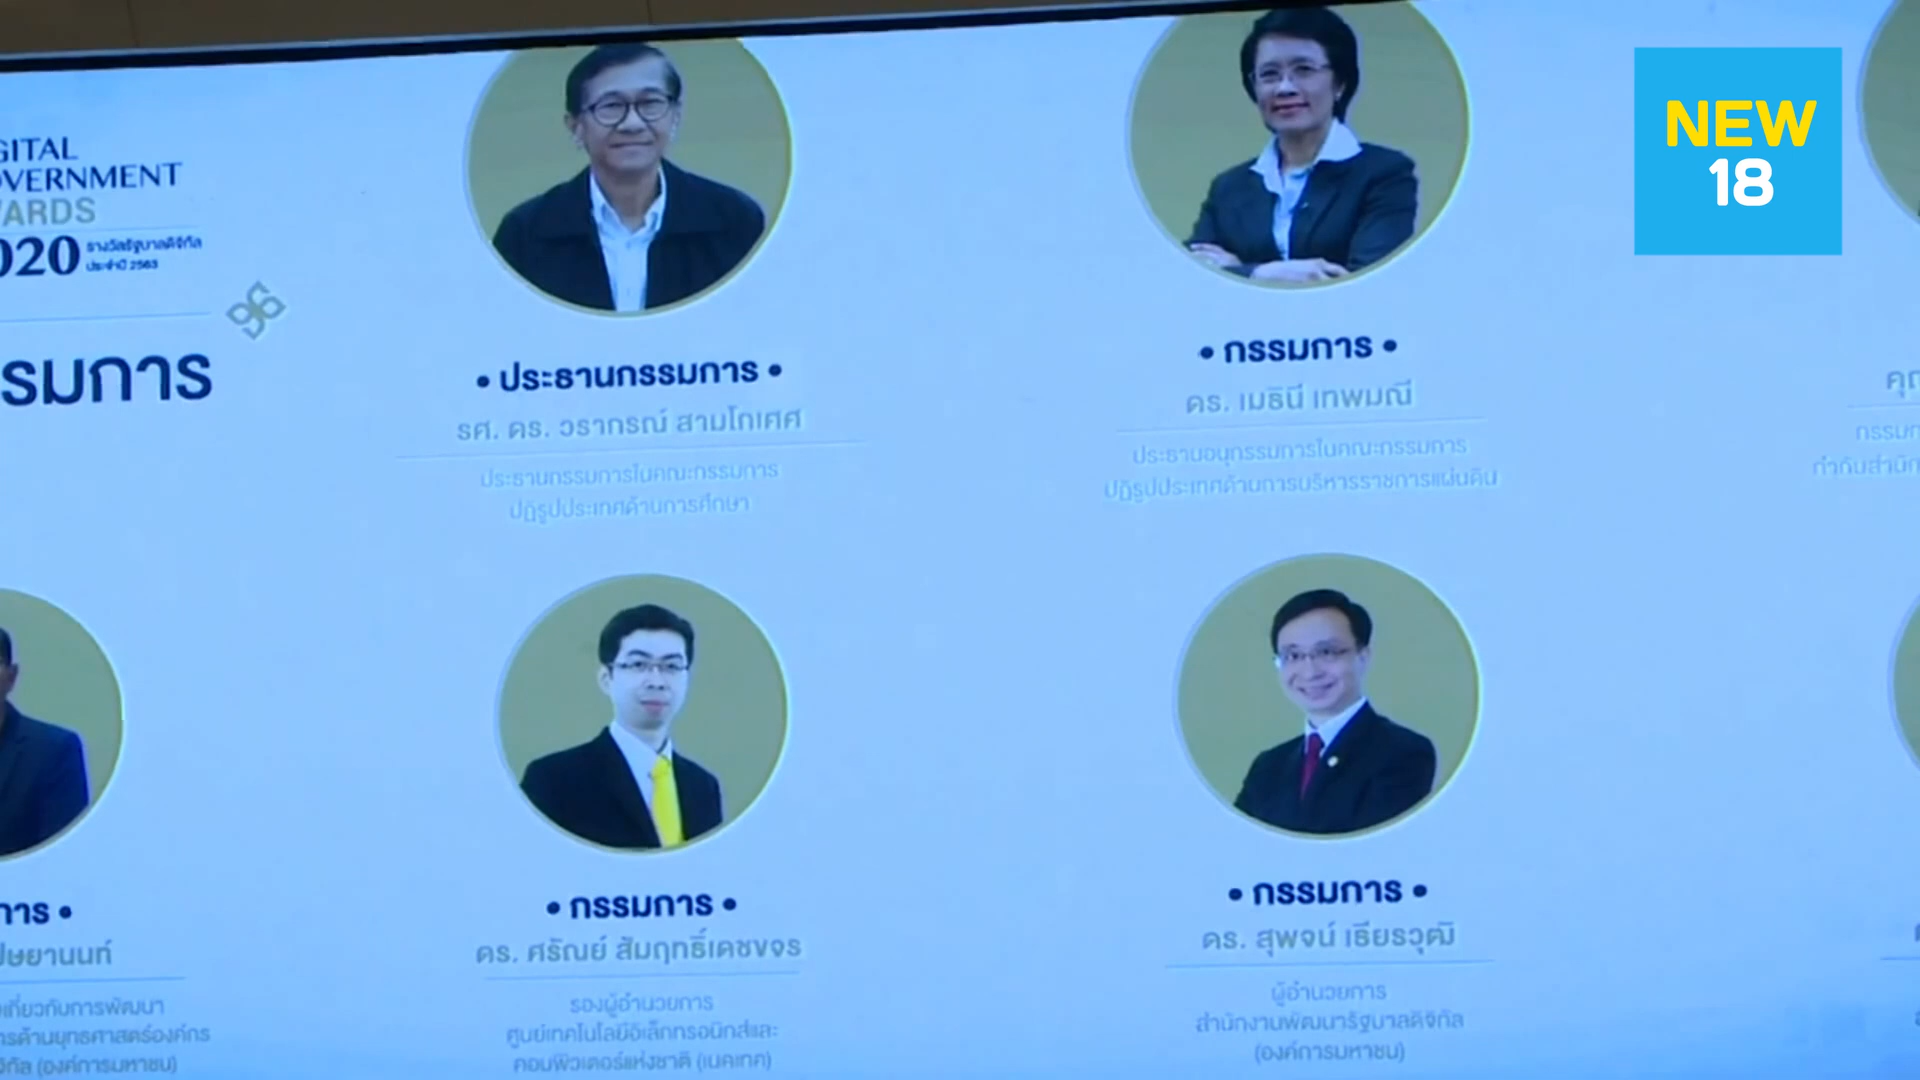 NEW
18
GITAL
OVERNMENT
ARDS
020 รางวัลรัฐบาลดิจิทัล
ประจำปี 2563
รรมการ
• ประธานกรรมการ •
รศ. ดร. วรากรณ์ สามโกเศศ
ประธานกรรมการในคณะกรรมการ
ปฏิรูปประเทศด้านการศึกษา
• กรรมการ •
ดร. เมธินี เทพมณี
ประธานอนุกรรมการในคณะกรรมการ
ปฏิรูปประเทศด้านการบริหารราชการแผ่นดิน
คุณ
กรรมก
กำกับสำนัก
การ •
ปิษยานนท์
เกี่ยวกับการพัฒนา
รด้านยุทธศาสตร์องค์กร
จิทัล (องค์การมหาชน)
• กรรมการ •
ดร. ศรัณย์ สัมฤทธิ์เดชขจร
รองผู้อำนวยการ
ศูนย์เทคโนโลยีอิเล็กทรอนิกส์และ
คอมพิวเตอร์แห่งชาติ (เนคเทค)
• กรรมการ •
ดร. สุพจน์ เธียรวุฒิ
ผู้อำนวยการ
สำนักงานพัฒนารัฐบาลดิจิทัล
(องค์การมหาชน)